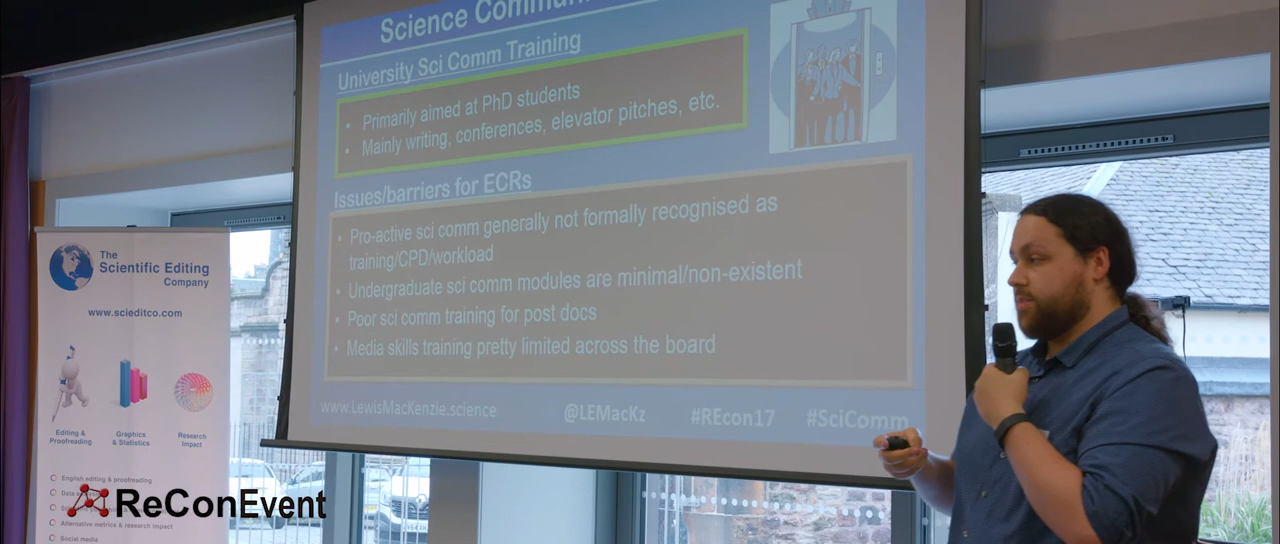 Science
University Sci Comm Training
• Primarily aimed at PhD students
• Mainly writing, conferences, elevator pitches, etc.
Issues/barriers for ECRs
• Pro-active sci comm generally not formally recognised as
training/CPD/workload
• Undergraduate sci comm modules are minimal/non-existent
• Poor sci comm training for post docs
• Media skills training pretty limited across the board
www.LewisMacKenzie.science @LEMacKz #REcon17 #SciComm
The
Scientific Editing
Company
www.scieditco.com
Editing &
Proofreading
Graphics
& Statistics
Research
Impact
English editing & proofreading
Data
Alternative metrics & research impact
Social media
ReConEvent